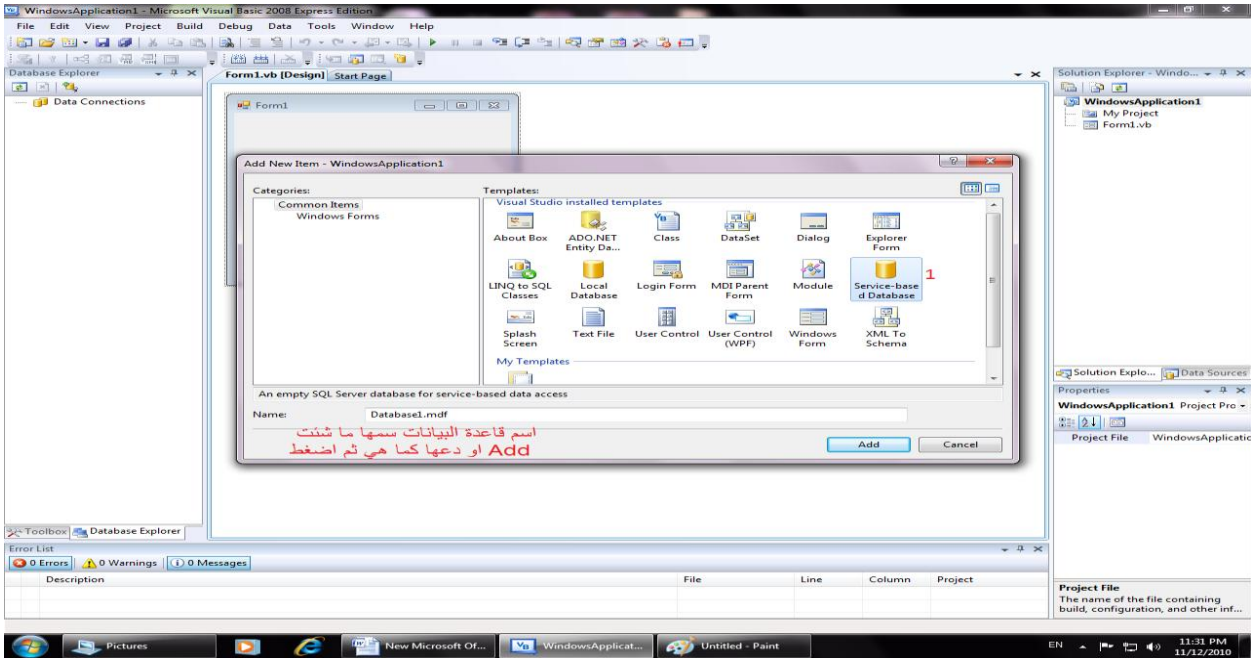 WindowsApplication1 - Microsoft Visual Basic 2008 Express Edition
File Edit View Project Build Debug Data Tools Window Help
Database Explorer
Data Connections
Form1.vb [Design] Start Page
Form1
Add New Item - WindowsApplication1
Categories:
Common Items
Windows Forms
Templates:
Visual Studio installed templates
About Box
ADO.NET Entity Da...
Class
DataSet
Dialog
Explorer Form
LINQ to SQL Classes
Local Database
Login Form
MDI Parent Form
Module
Service-base d Database
1
Splash Screen
Text File
User Control
User Control (WPF)
Windows Form
XML To Schema
My Templates
An empty SQL Server database for service-based data access
Name: Database1.mdf
اسم قاعدة البيانات سمها ما شئت
او دعها كما هي ثم اضغط Add
Add Cancel
Solution Explorer - Windo...
WindowsApplication1
My Project
Form1.vb
Solution Explo... Data Sources
Properties
WindowsApplication1 Project Pro
Project File WindowsApplicatic
Project File
The name of the file containing
build, configuration, and other inf...
Toolbox Database Explorer
Error List
0 Errors 0 Warnings 0 Messages
Description File Line Column Project
Pictures
New Microsoft Of...
WindowsApplicat...
Untitled - Paint
EN
11:31 PM
11/12/2010